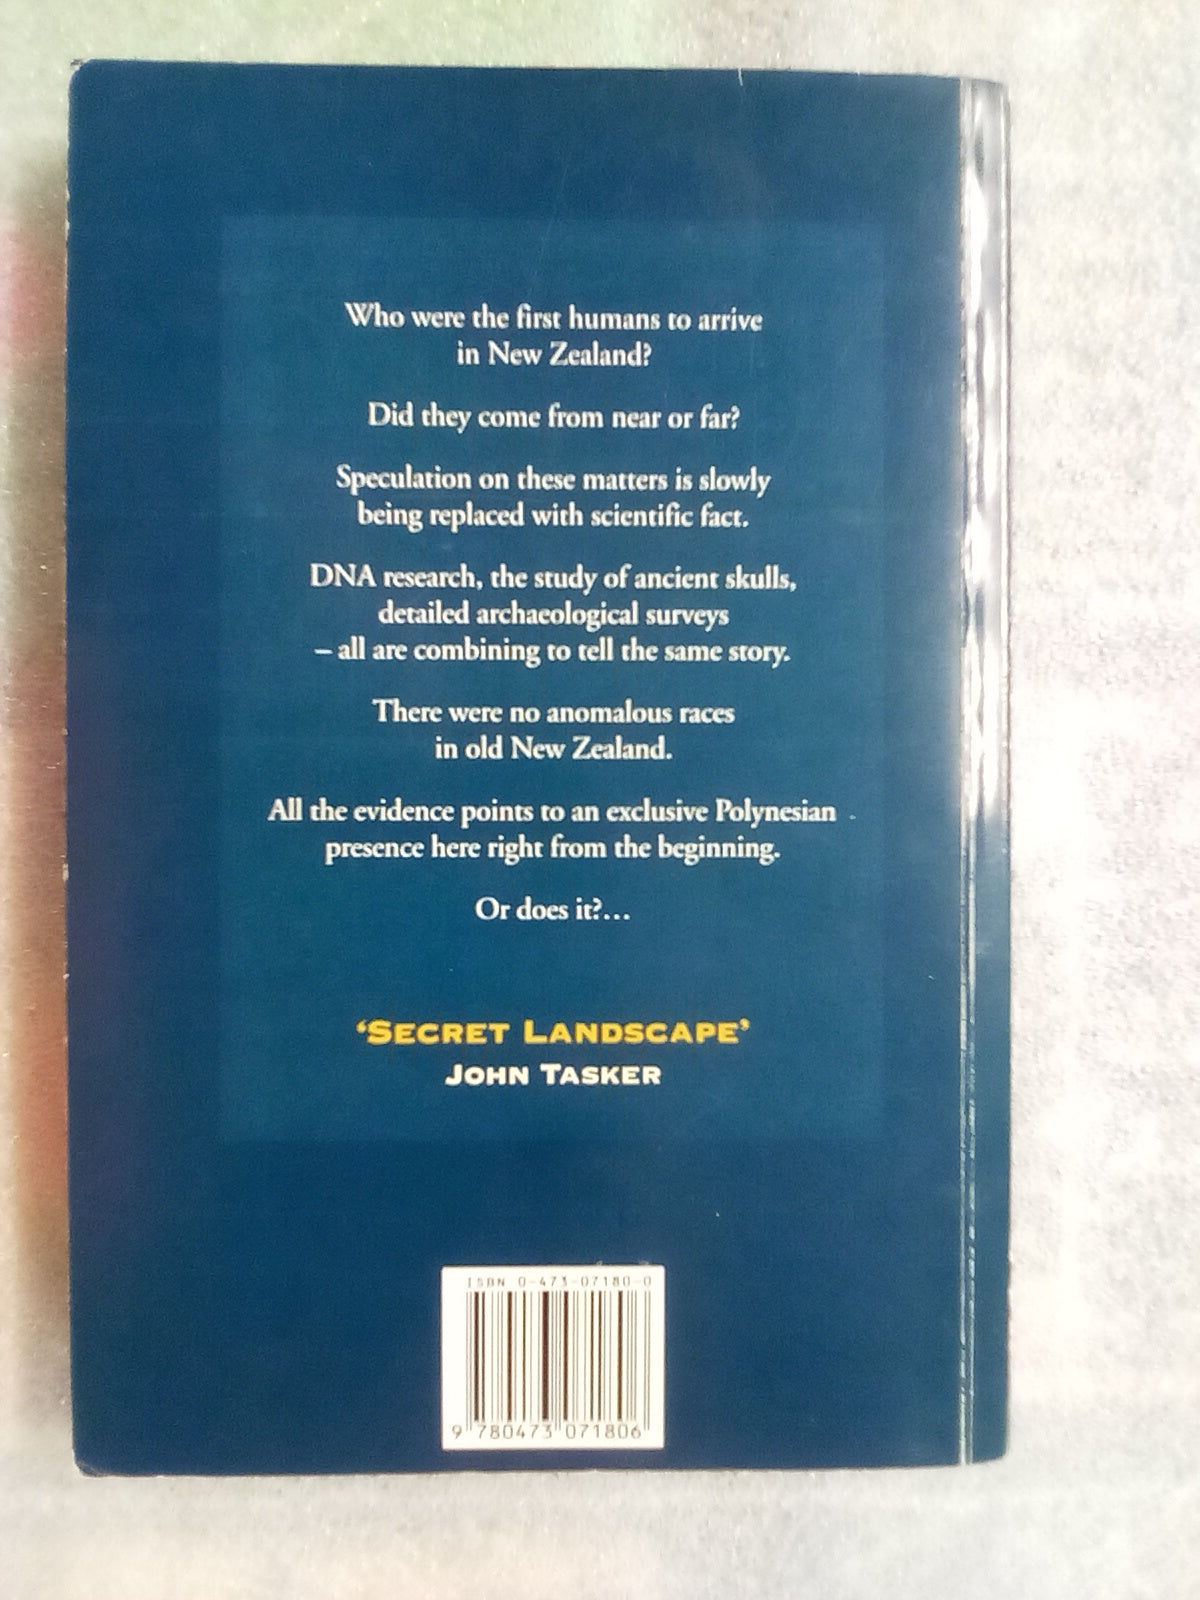 Who were the first humans to arrive
in New Zealand?
Did they come from near or far?
Speculation on these matters is slowly
being replaced with scientific fact.
DNA research, the study of ancient skulls,
detailed archaeological surveys
– all are combining to tell the same story.
There were no anomalous races
in old New Zealand.
All the evidence points to an exclusive Polynesian
presence here right from the beginning.
Or does it?...
‘SECRET LANDSCAPE’
JOHN TASKER
ISBN 0-473-07180-0
9 780473 071806